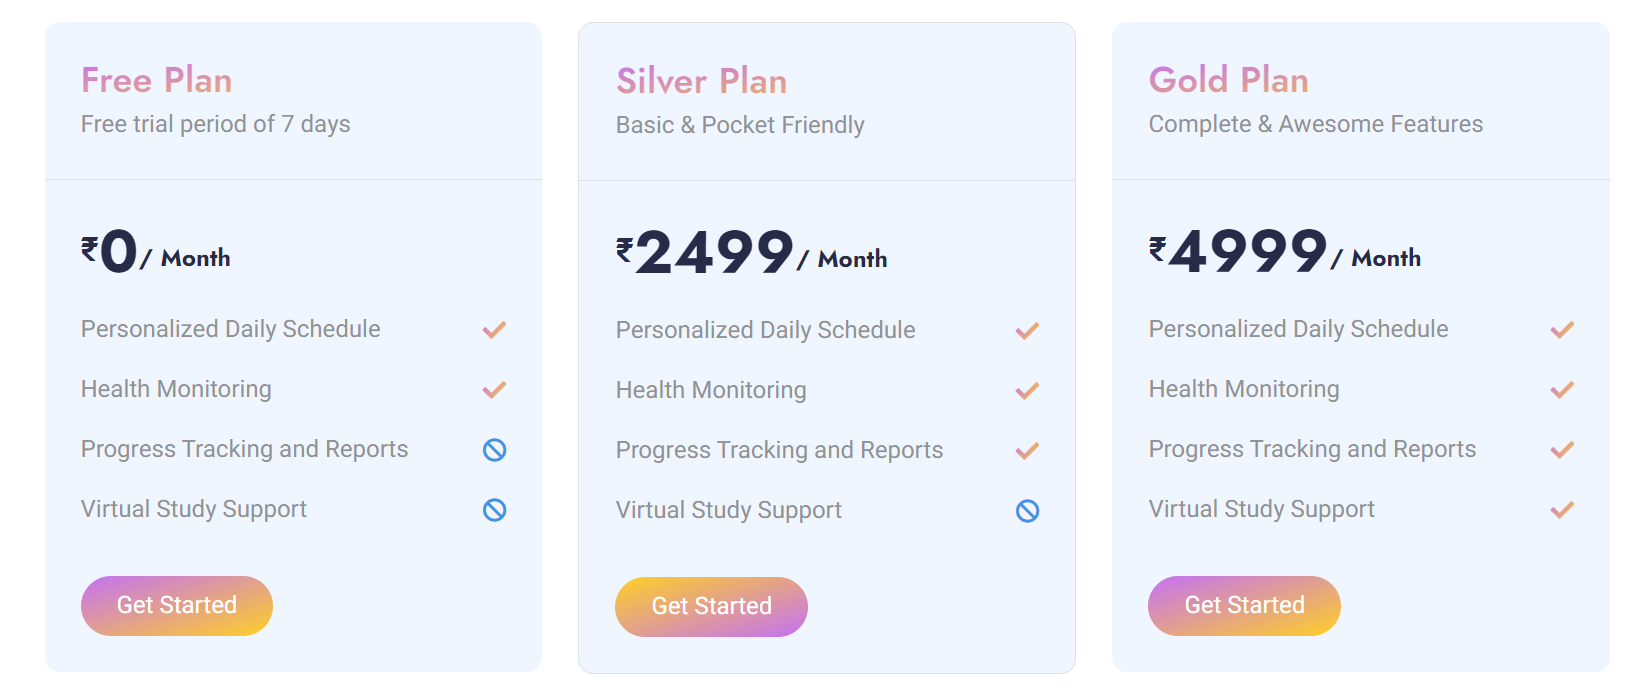 Free Plan
Free trial period of 7 days
₹0/ Month
Personalized Daily Schedule
Health Monitoring
Progress Tracking and Reports
Virtual Study Support
Get Started
Silver Plan
Basic & Pocket Friendly
₹2499/ Month
Personalized Daily Schedule
Health Monitoring
Progress Tracking and Reports
Virtual Study Support
Get Started
Gold Plan
Complete & Awesome Features
₹4999/ Month
Personalized Daily Schedule
Health Monitoring
Progress Tracking and Reports
Virtual Study Support
Get Started